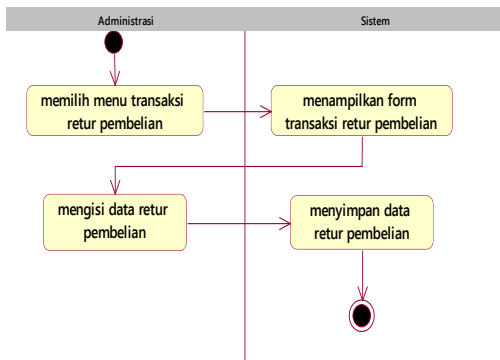 Administrasi
Sistem
memilih menu transaksi
retur pembelian
menampilkan form
transaksi retur pembelian
mengisi data retur
pembelian
menyimpan data
retur pembelian